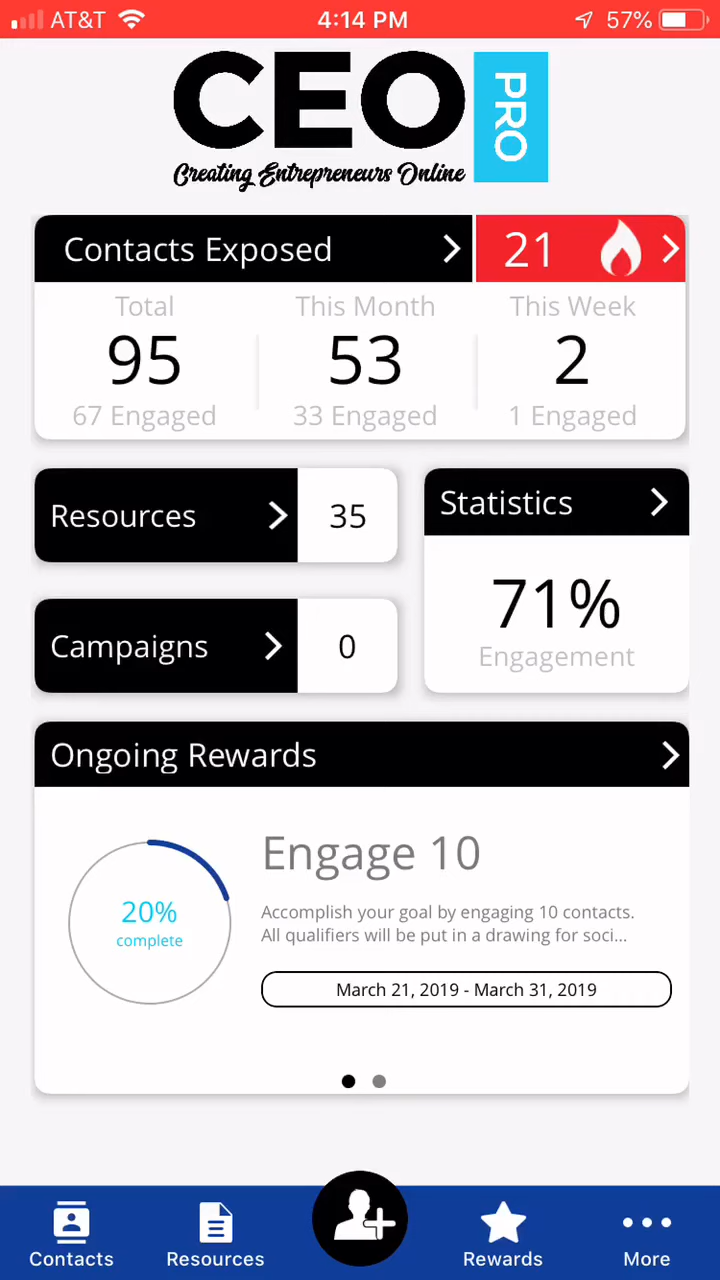 AT&T 4:14 PM 57%
CEO PRO
Creating Entrepreneurs Online
Contacts Exposed 21
Total This Month This Week
95 53 2
67 Engaged 33 Engaged 1 Engaged
Resources 35
Statistics
71%
Engagement
Campaigns 0
Ongoing Rewards
Engage 10
20%
complete
Accomplish your goal by engaging 10 contacts.
All qualifiers will be put in a drawing for soci...
March 21, 2019 - March 31, 2019
Contacts Resources Rewards More